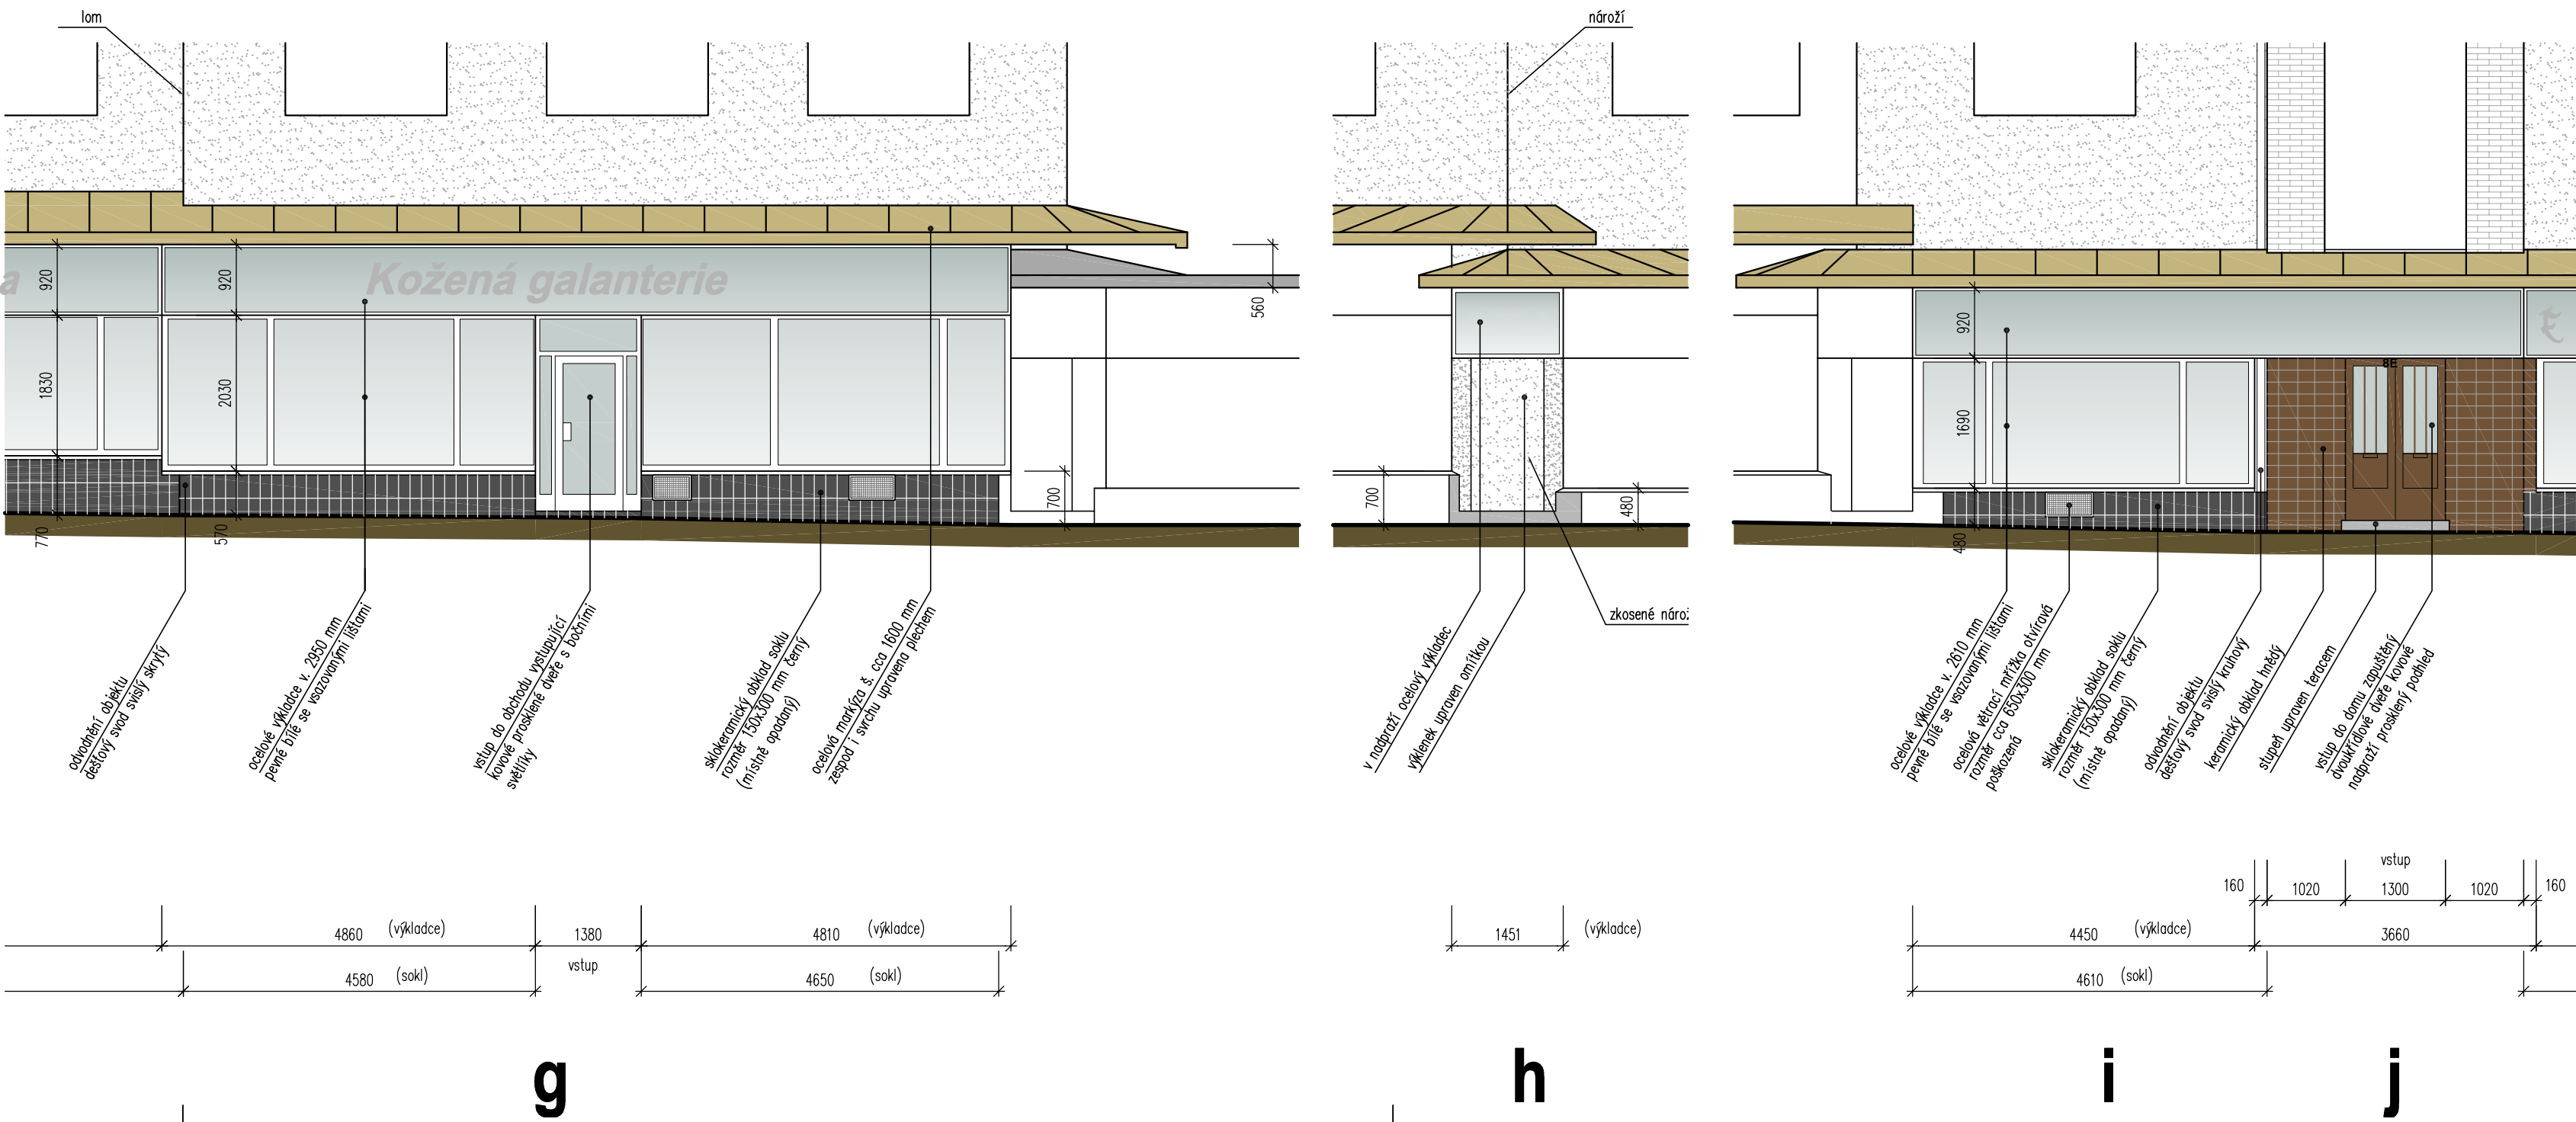 lom
nároží
a
920
920
Kožená galanterie
560
920
1830
2030
1690
8E
700
700
480
770
570
480
zkosené nárož
odvodnění objektu
dešťový svod svislý skrytý
ocelové výkladce v. 2950 mm
pevné bílé se vsazovanými lištami
vstup do obchodu vystupující
kovové prosklené dveře s bočními
světlíky
sklokeramický obklad soklu
rozměr 150x300 mm černý
(místně opadaný)
ocelová markýza š. cca 1600 mm
zespod i svrchu upravena plechem
v nadpraží ocelový výkladec
výklenek upraven omítkou
ocelové výkladce v. 2610 mm
pevné bílé se vsazovanými lištami
ocelová větrací mřížka otvíravá
rozměr cca 650x300 mm
poškozená
sklokeramický obklad soklu
rozměr 150x300 mm černý
(místně opadaný)
odvodnění objektu
dešťový svod svislý kruhový
keramický obklad hnědý
stupeň upraven teracem
vstup do domu zapuštěný
dvoukřídlové dveře kovové
nadpraží prosklený podhled
vstup
160 1020 1300 1020 160
4860 (výkladce) 1380 4810 (výkladce)
1451 (výkladce)
4450 (výkladce) 3660
vstup
4580 (sokl) 4650 (sokl)
4610 (sokl)
g h i j